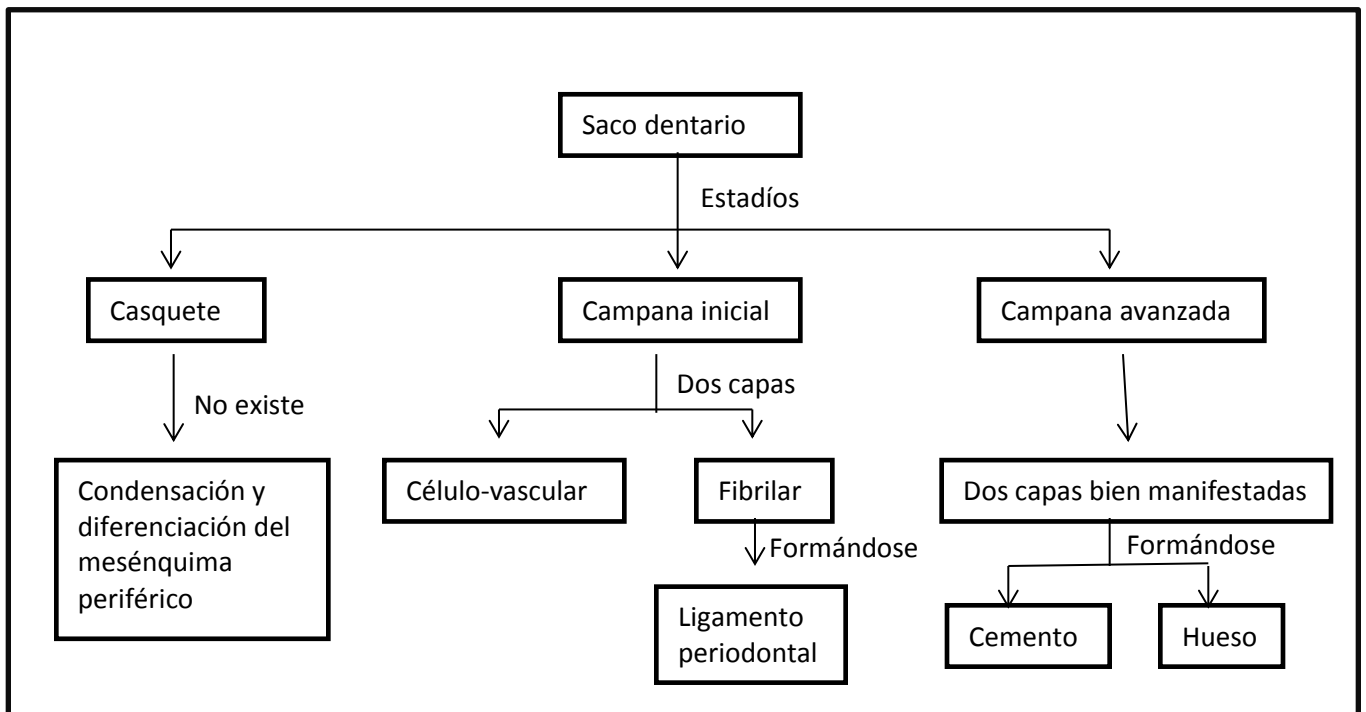 Saco dentario
Estadíos
Casquete
Campana inicial
Campana avanzada
No existe
Dos capas
Condensación y
diferenciación del
mesénquima
periférico
Célulo-vascular
Fibrilar
Dos capas bien manifestadas
Formándose
Formándose
Ligamento
periodontal
Cemento
Hueso